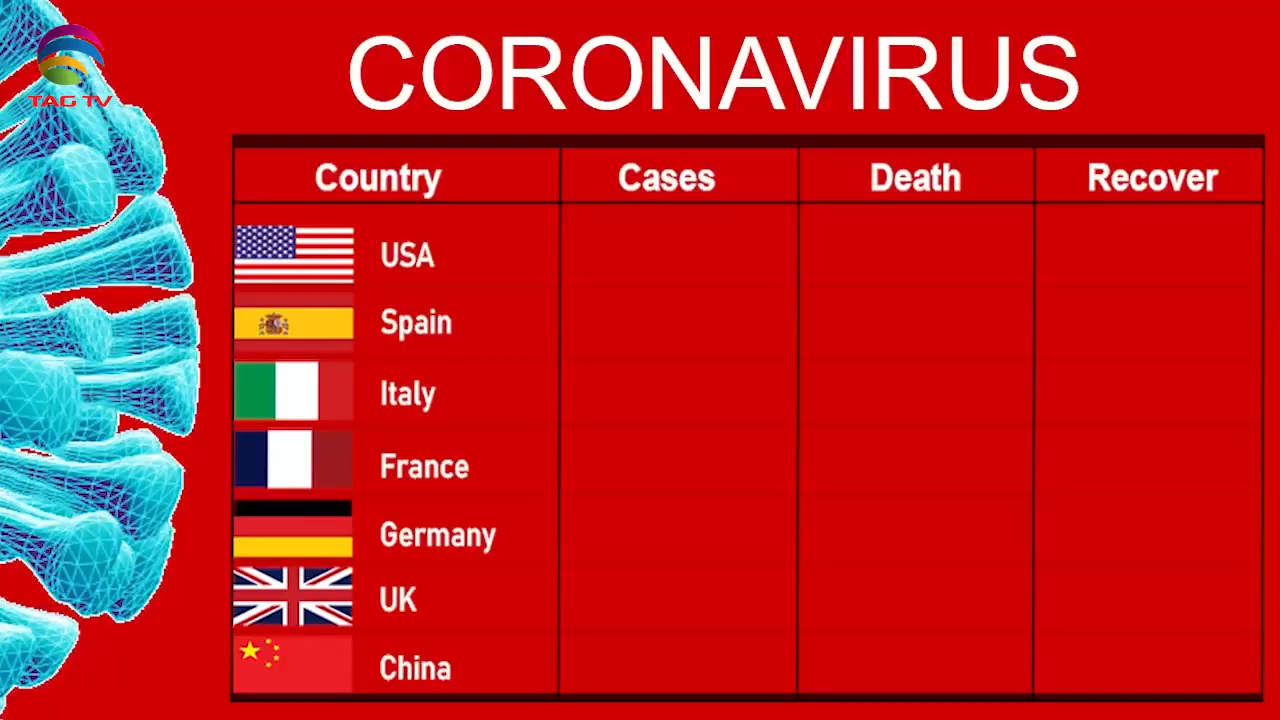 TAG TV
CORONAVIRUS
Country Cases Death Recover
USA
Spain
Italy
France
Germany
UK
China